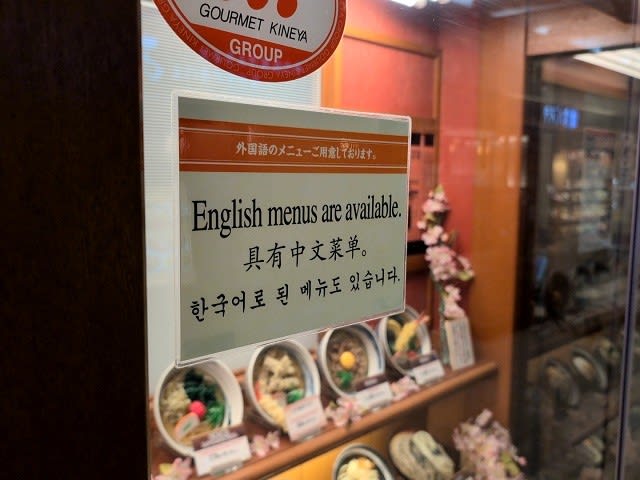 GOURMET KINEYA
GROUP
外国語のメニューご用意しております。
English menus are available.
具有中文菜单。
한국어로 된 메뉴도 있습니다.